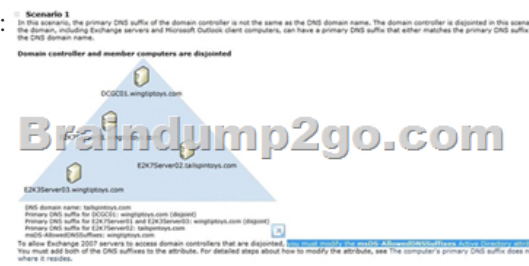 :
Scenario 1
In this scenario, the primary DNS suffix of the domain controller is not the same as the DNS domain name. The domain controller is disjointed in this scena
the domain, including Exchange servers and Microsoft Outlook client computers, can have a primary DNS suffix that either matches the primary DNS suffix
the DNS domain name.
Domain controller and member computers are disjointed
DCGC01.wingtiptoys.com
Braindump2go.com
E2K7Server02.tailspintoys.com
E2K3Server03.wingtiptoys.com
DNS domain name: tailspintoys.com
Primary DNS suffix for DCGC01: wingtiptoys.com (disjoint)
Primary DNS suffix for E2K7Server01 and E2K3Server03: wingtiptoys.com (disjoint)
Primary DNS suffix for E2K7Server02: tailspintoys.com
msDS-AllowedDNSSuffixes: wingtiptoys.com
To allow Exchange 2007 servers to access domain controllers that are disjointed, you must modify the msDS-AllowedDNSSuffixes Active Directory
You must add both of the DNS suffixes to the attribute. For detailed steps about how to modify the attribute, see The computer's primary DNS suffix does
where it resides.